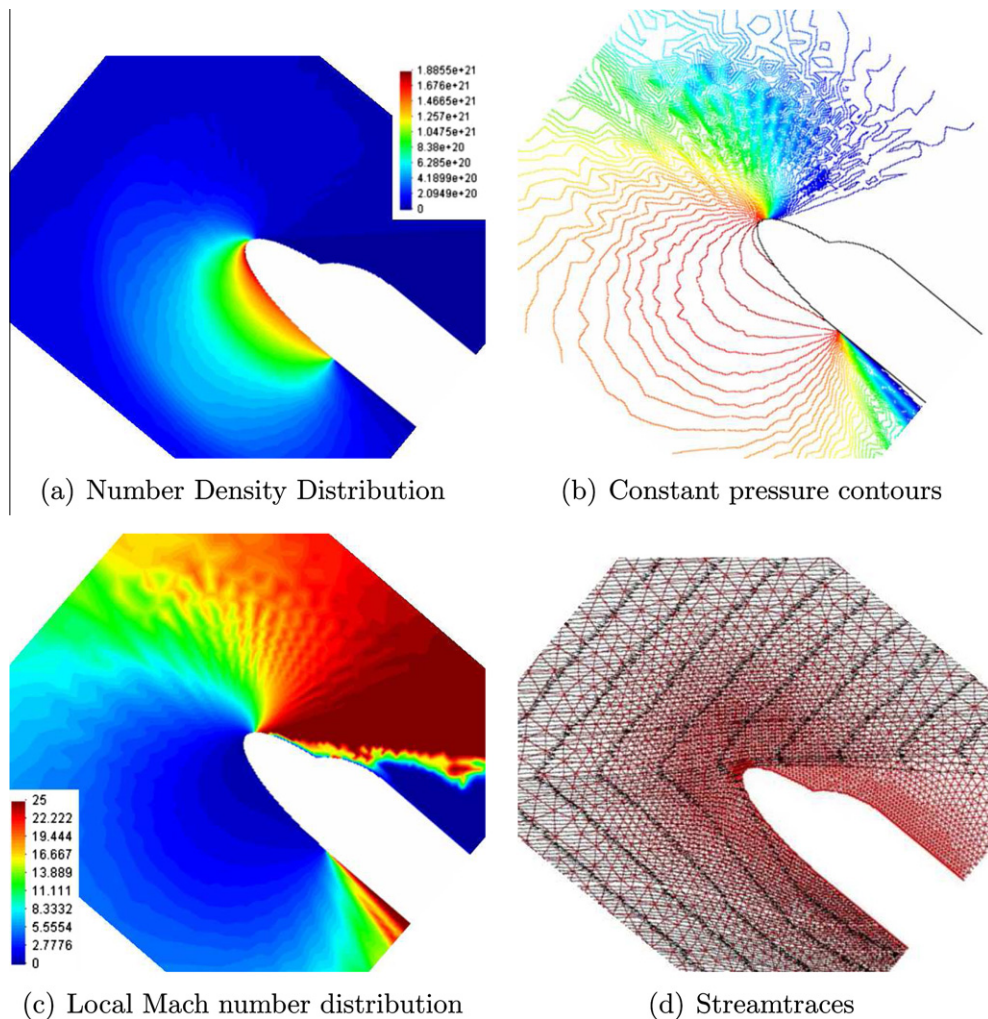 1.8855e+21
1.676e+21
1.4665e+21
1.257e+21
1.0475e+21
8.38e+20
6.285e+20
4.1899e+20
2.0949e+20
0
(a) Number Density Distribution
(b) Constant pressure contours
25
22.222
19.444
16.667
13.889
11.111
8.3332
5.5554
2.7776
0
(c) Local Mach number distribution
(d) Streamtraces